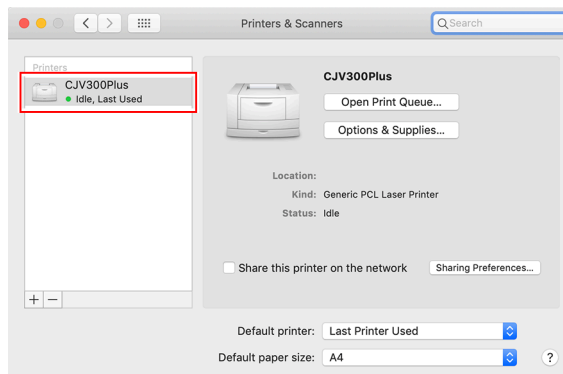 Printers & Scanners
Search
Printers
CJV300Plus
Idle, Last Used
CJV300Plus
Open Print Queue...
Options & Supplies...
Location:
Kind: Generic PCL Laser Printer
Status: Idle
Share this printer on the network
Sharing Preferences...
+ −
Default printer: Last Printer Used
Default paper size: A4
?